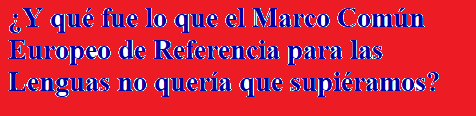 ¿Y qué fue lo que el Marco Común
Europeo de Referencia para las
Lenguas no quería que supiéramos?